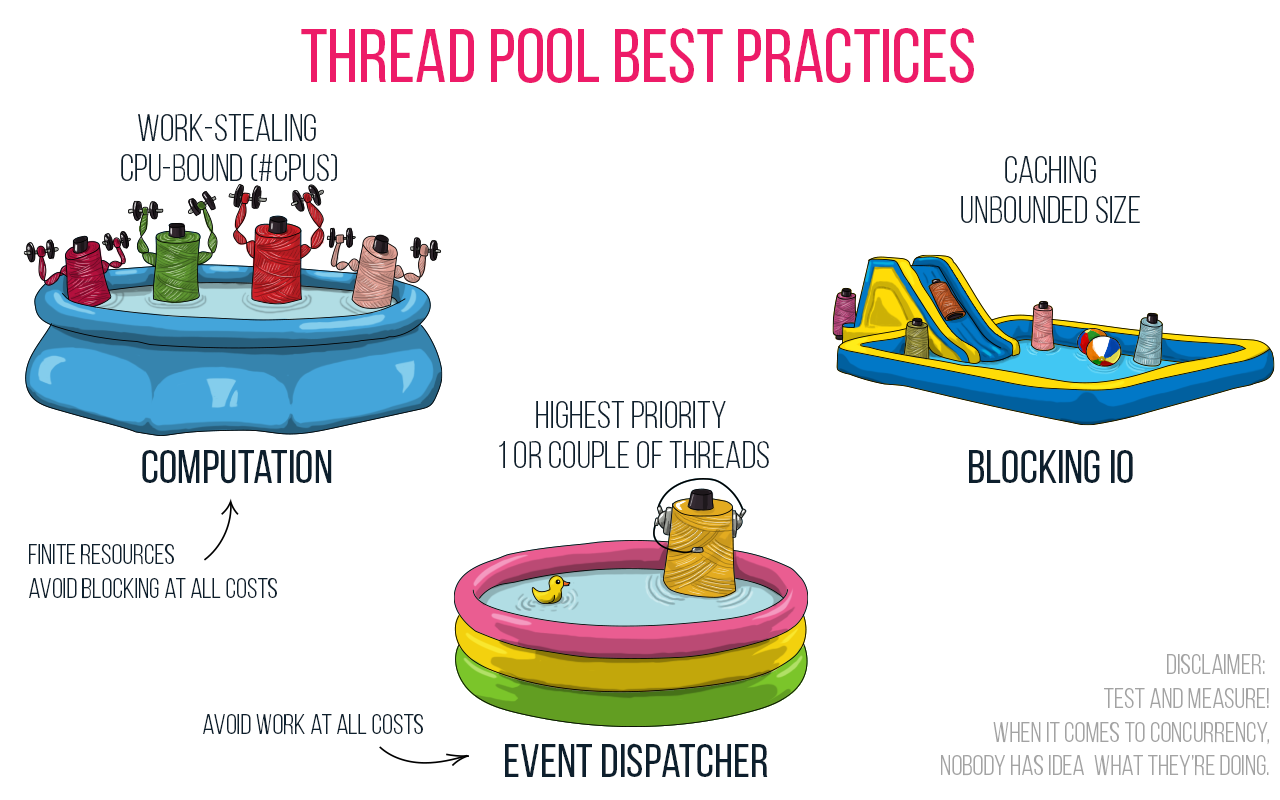 THREAD POOL BEST PRACTICES
WORK-STEALING
CPU-BOUND (#CPUS)
CACHING
UNBOUNDED SIZE
COMPUTATION
BLOCKING IO
FINITE RESOURCES
AVOID BLOCKING AT ALL COSTS
HIGHEST PRIORITY
1 OR COUPLE OF THREADS
AVOID WORK AT ALL COSTS
EVENT DISPATCHER
DISCLAIMER:
TEST AND MEASURE!
WHEN IT COMES TO CONCURRENCY,
NOBODY HAS IDEA WHAT THEY'RE DOING.